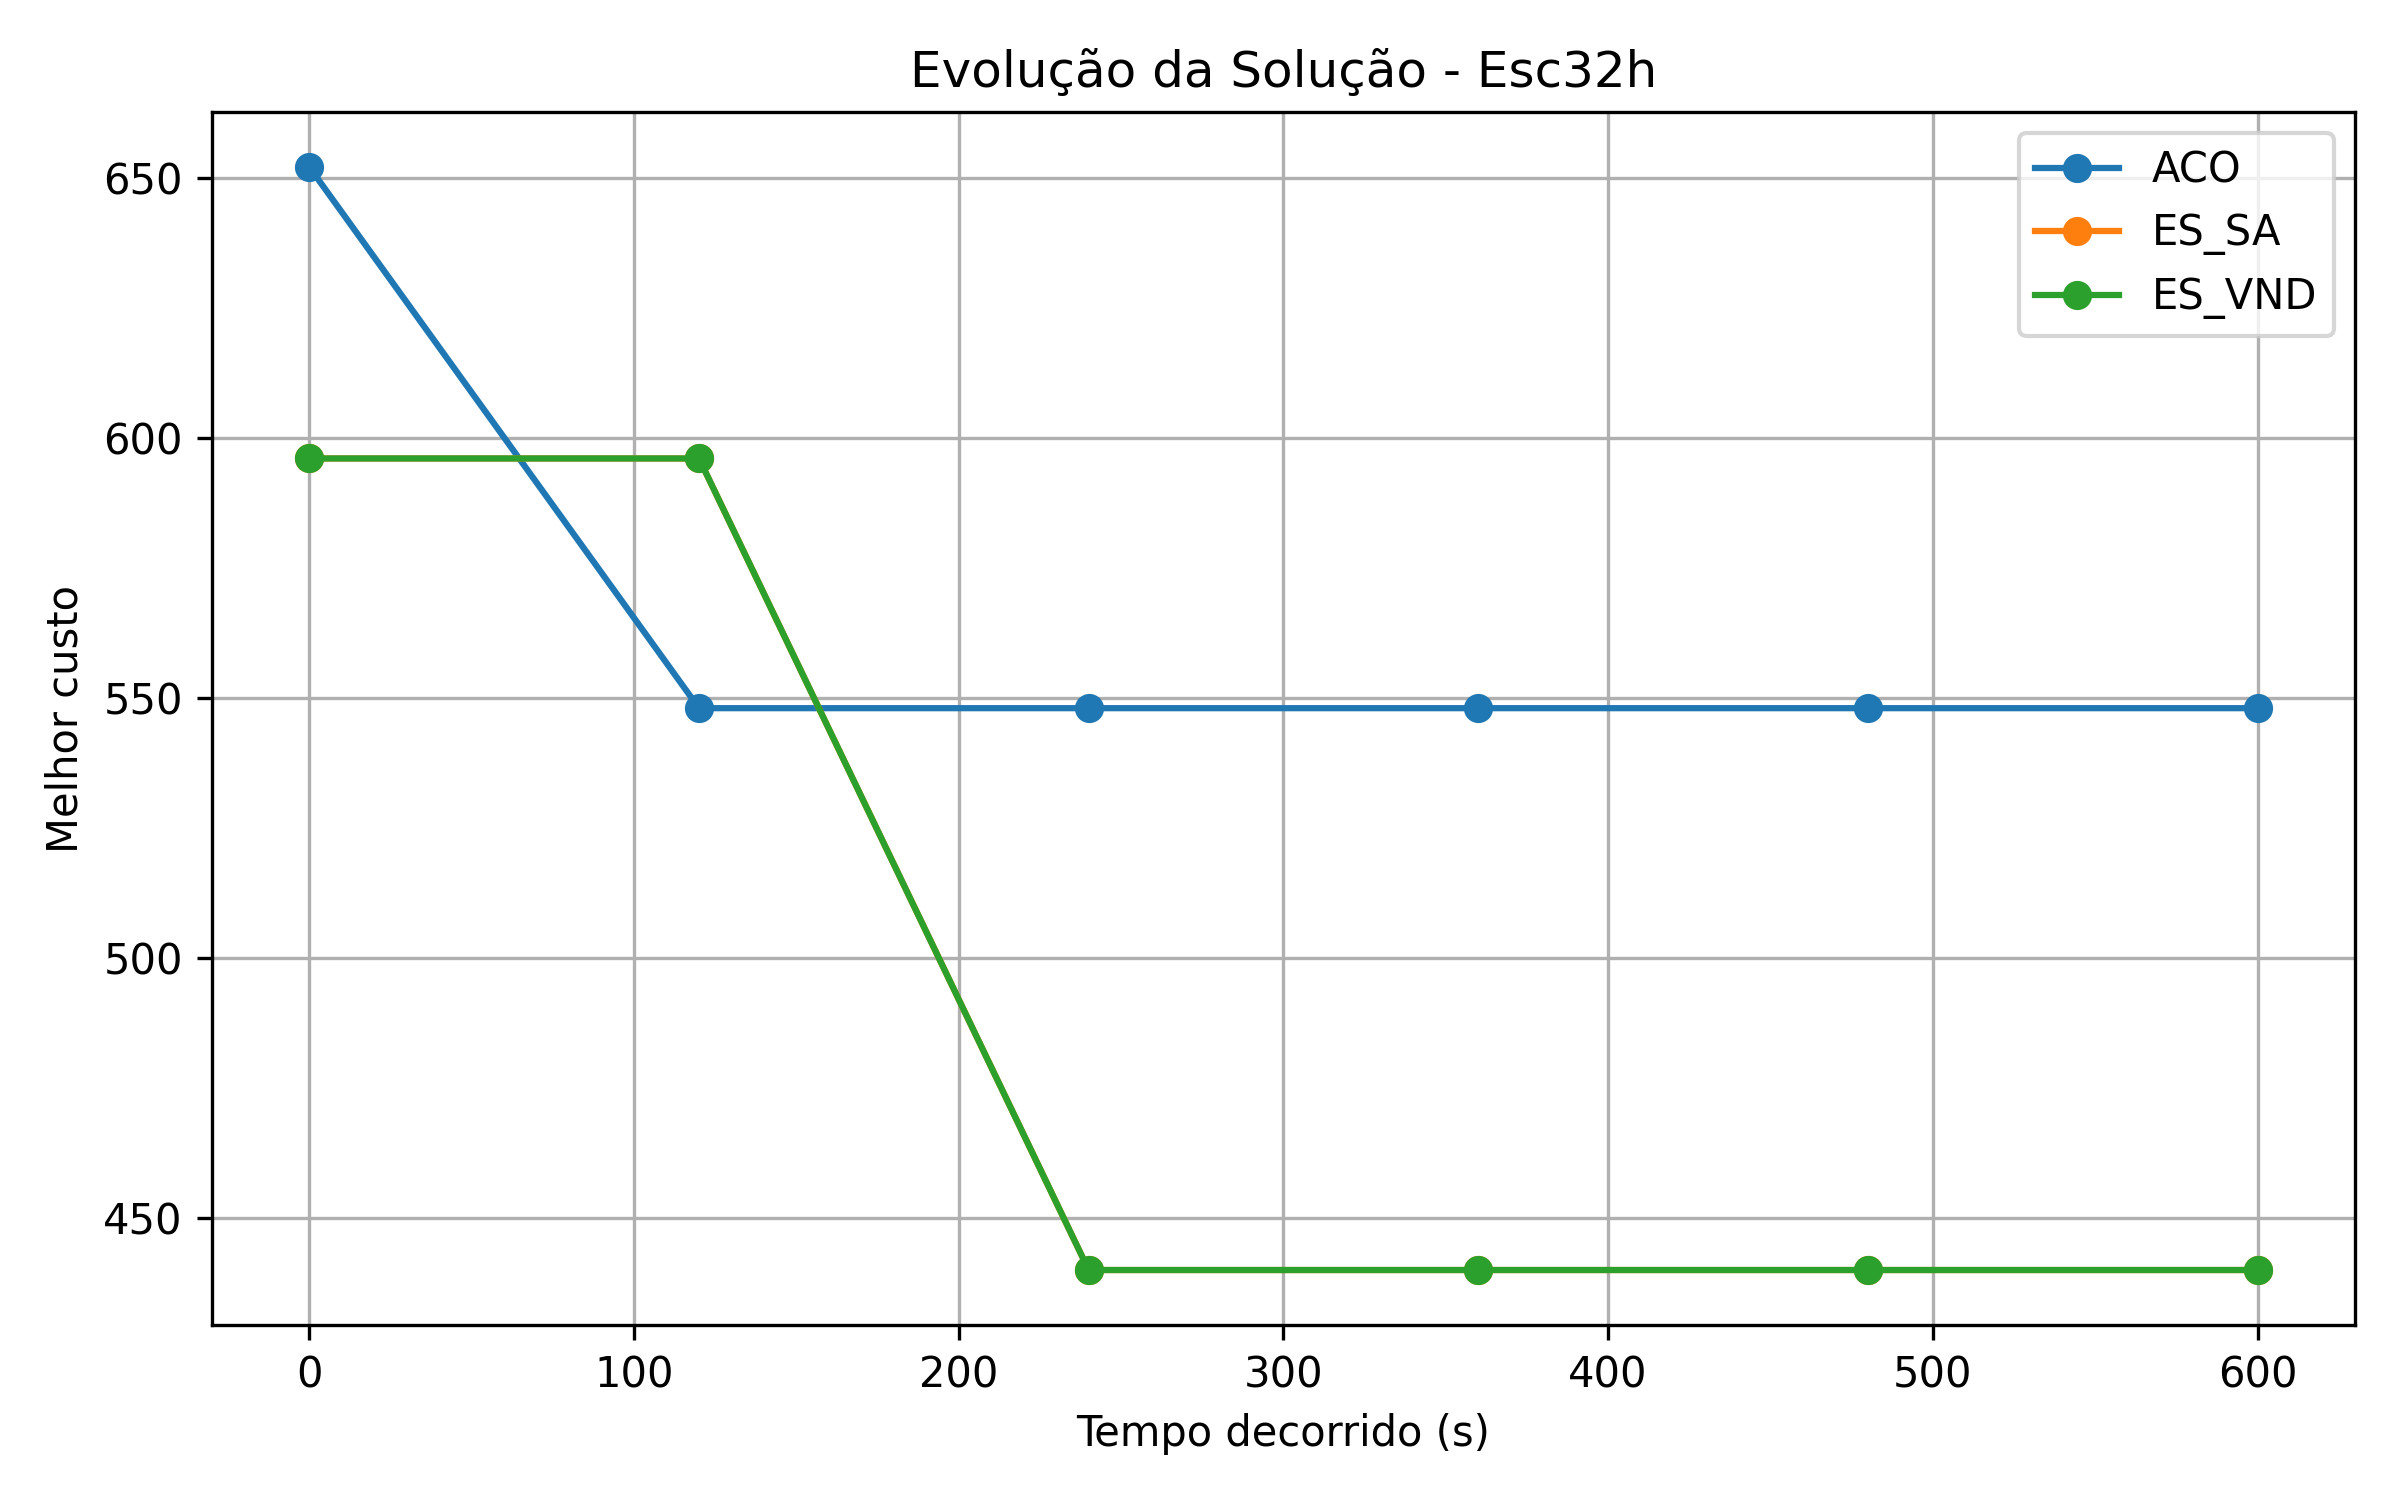 Evolução da Solução - Esc32h
ACO
ES_SA
ES_VND
Melhor custo
650
600
550
500
450
0 100 200 300 400 500 600
Tempo decorrido (s)